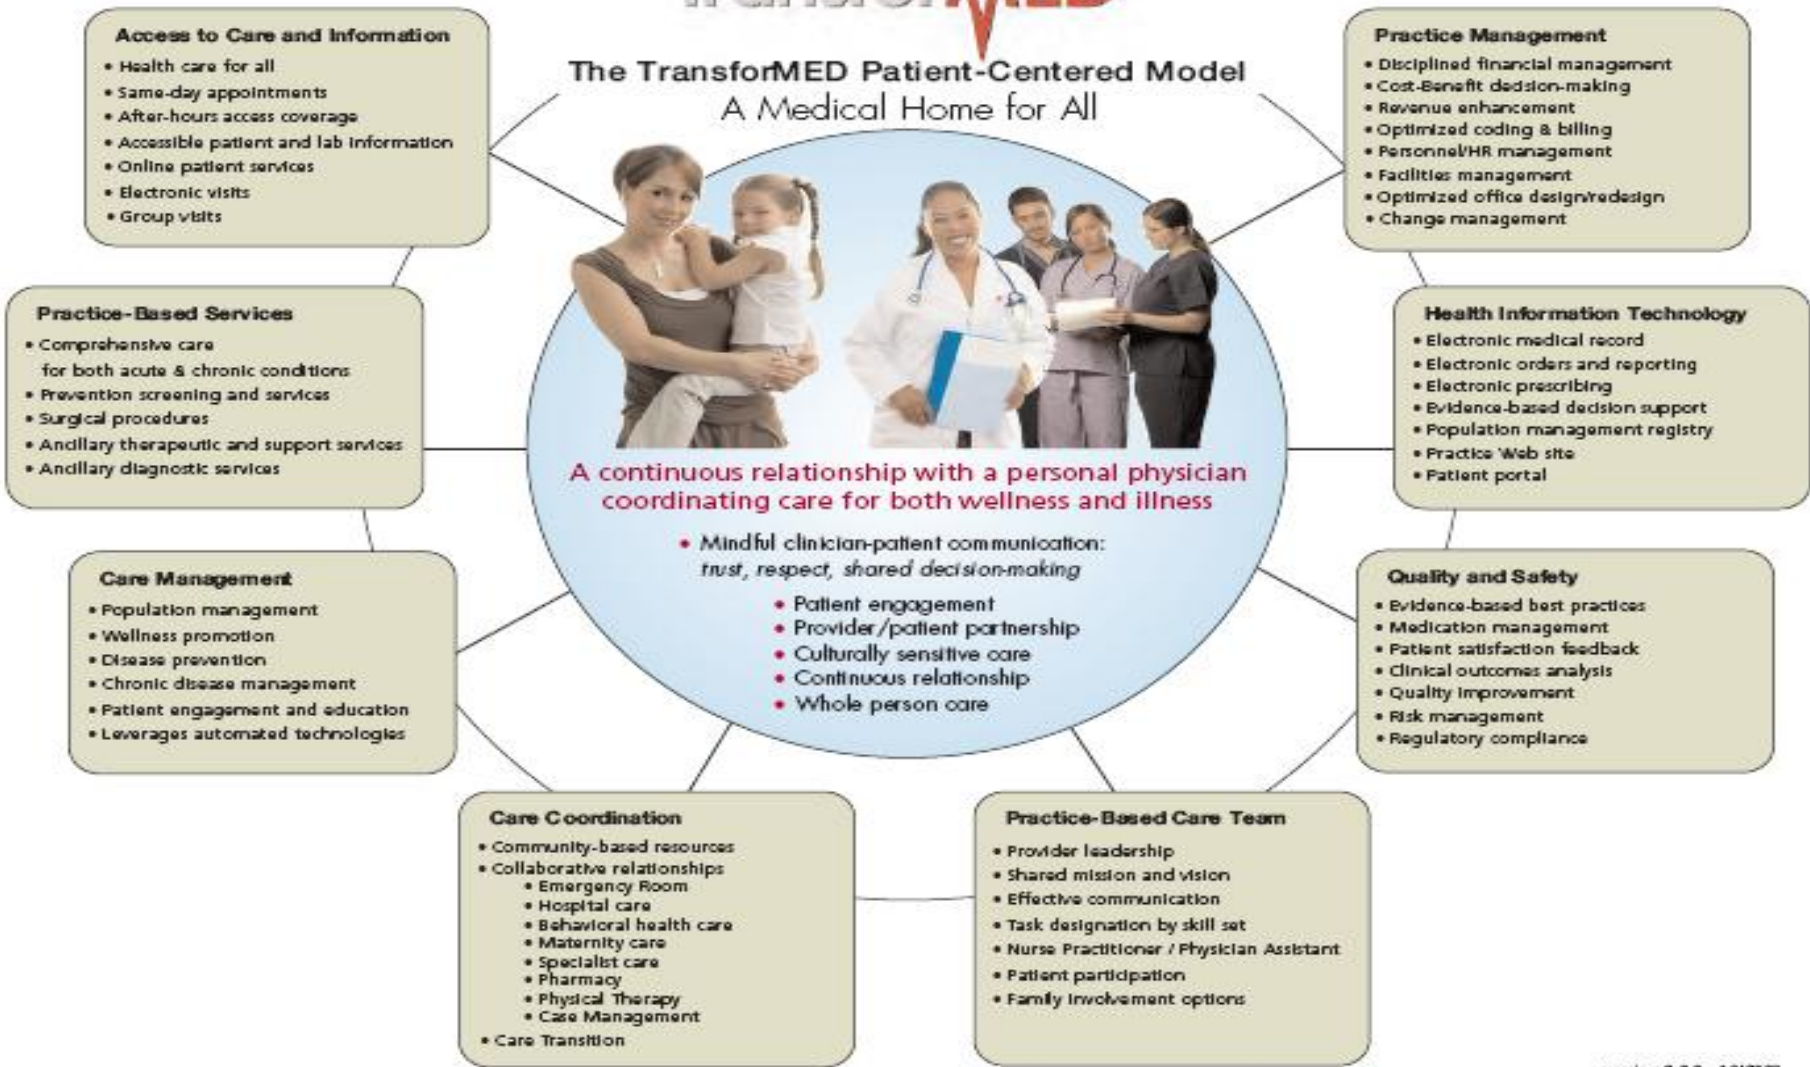 The TransforMED Patient-Centered Model
A Medical Home for All
Access to Care and Information
• Health care for all
• Same-day appointments
• After-hours access coverage
• Accessible patient and lab information
• Online patient services
• Electronic visits
• Group visits
Practice-Based Services
• Comprehensive care
for both acute & chronic conditions
• Prevention screening and services
• Surgical procedures
• Ancillary therapeutic and support services
• Ancillary diagnostic services
Care Management
• Population management
• Wellness promotion
• Disease prevention
• Chronic disease management
• Patient engagement and education
• Leverages automated technologies
Care Coordination
• Community-based resources
• Collaborative relationships
• Emergency Room
• Hospital care
• Behavioral health care
• Maternity care
• Specialist care
• Pharmacy
• Physical Therapy
• Case Management
• Care Transition
A continuous relationship with a personal physician
coordinating care for both wellness and illness
• Mindful clinician-patient communication:
trust, respect, shared decision-making
• Patient engagement
• Provider/patient partnership
• Culturally sensitive care
• Continuous relationship
• Whole person care
Practice-Based Care Team
• Provider leadership
• Shared mission and vision
• Effective communication
• Task designation by skill set
• Nurse Practitioner / Physician Assistant
• Patient participation
• Family involvement options
Practice Management
• Disciplined financial management
• Cost-Benefit decision-making
• Revenue enhancement
• Optimized coding & billing
• Personnel/HR management
• Facilities management
• Optimized office design/redesign
• Change management
Health Information Technology
• Electronic medical record
• Electronic orders and reporting
• Electronic prescribing
• Evidence-based decision support
• Population management registry
• Practice Web site
• Patient portal
Quality and Safety
• Evidence-based best practices
• Medication management
• Patient satisfaction feedback
• Clinical outcomes analysis
• Quality improvement
• Risk management
• Regulatory compliance